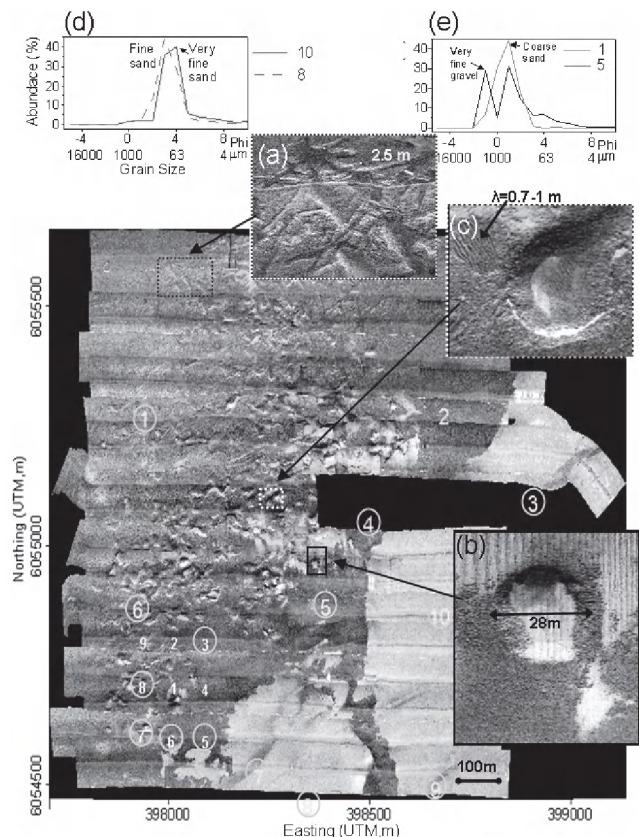 (d)
(e)
Abundace (%)
40
30
20
10
0
Fine sand
Very fine sand
10
8
-4 0 4 8 Phi
16000 1000 63 4 µm
Grain Size
40
30
20
10
0
Very fine gravel
Coarse sand
1
5
-4 0 4 8 Phi
16000 1000 63 4 µm
(a)
2.5 m
λ=0.7-1 m
(c)
Northing (UTM,m)
6055500
6055000
6054500
1
2
3
4
6
5
10
9 2 3
8 4 4
7 6 5
9
(b)
28m
100m
398000 398500 399000
Easting (UTM,m)